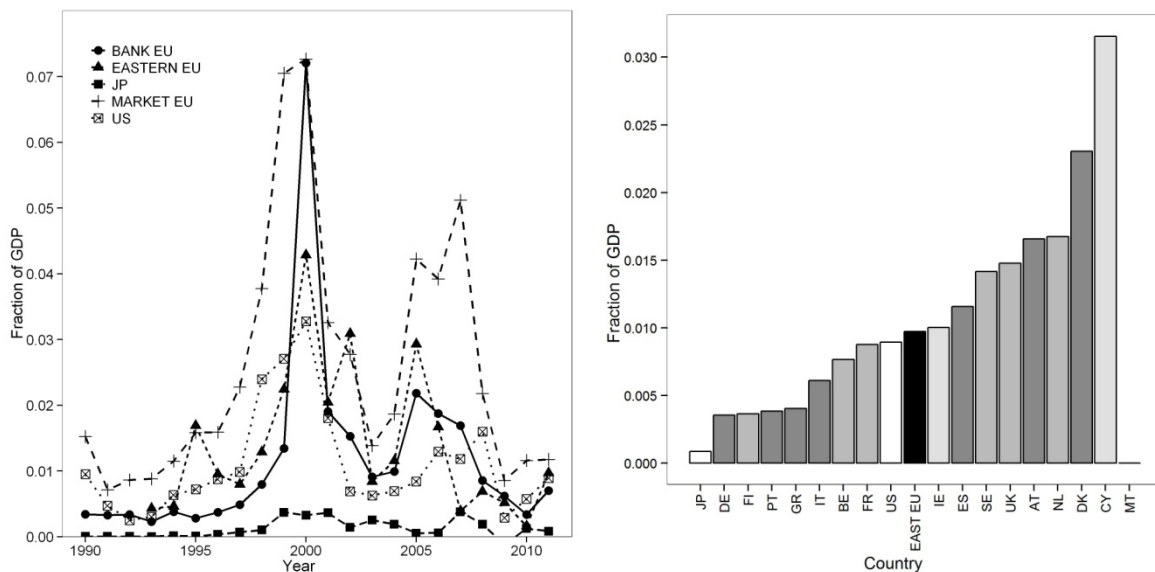 BANK EU
EASTERN EU
JP
MARKET EU
US
0.07
0.06
0.05
0.04
0.03
0.02
0.01
0.00
Fraction of GDP
1990 1995 2000 2005 2010
Year
0.030
0.025
0.020
0.015
0.010
0.005
0.000
Fraction of GDP
JP DE FI PT GR IT BE FR US EAST EU IE ES SE UK AT NL DK CY MT
Country